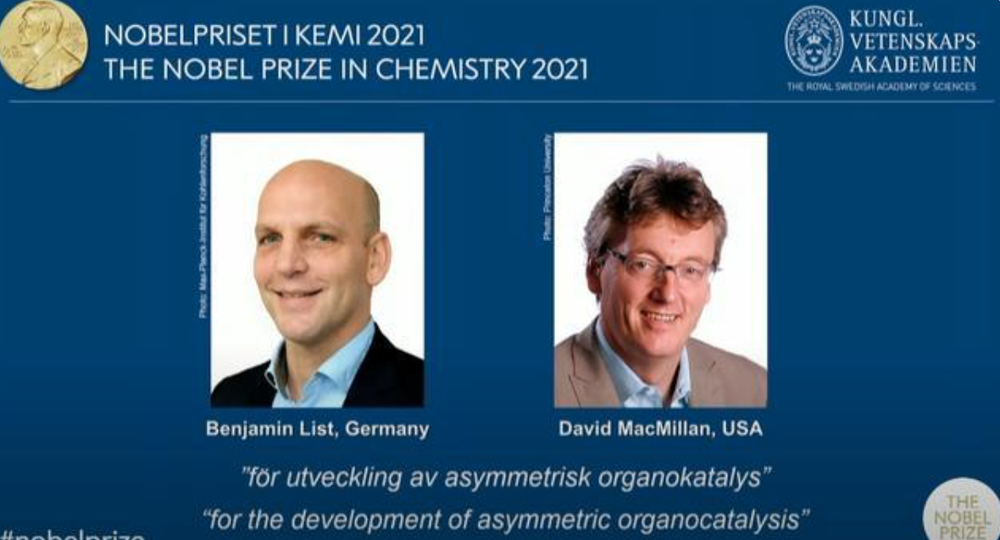 NOBELPRISET I KEMI 2021
THE NOBEL PRIZE IN CHEMISTRY 2021
KUNGL.
VETENSKAPS-
AKADEMIEN
THE ROYAL SWEDISH ACADEMY OF SCIENCES
Photo: Max-Planck-Institut für Kohlenforschung
Photo: Princeton University
Benjamin List, Germany
David MacMillan, USA
"för utveckling av asymmetrisk organokatalys"
"for the development of asymmetric organocatalysis"
THE
NOBEL
PRIZE
#nobelprize